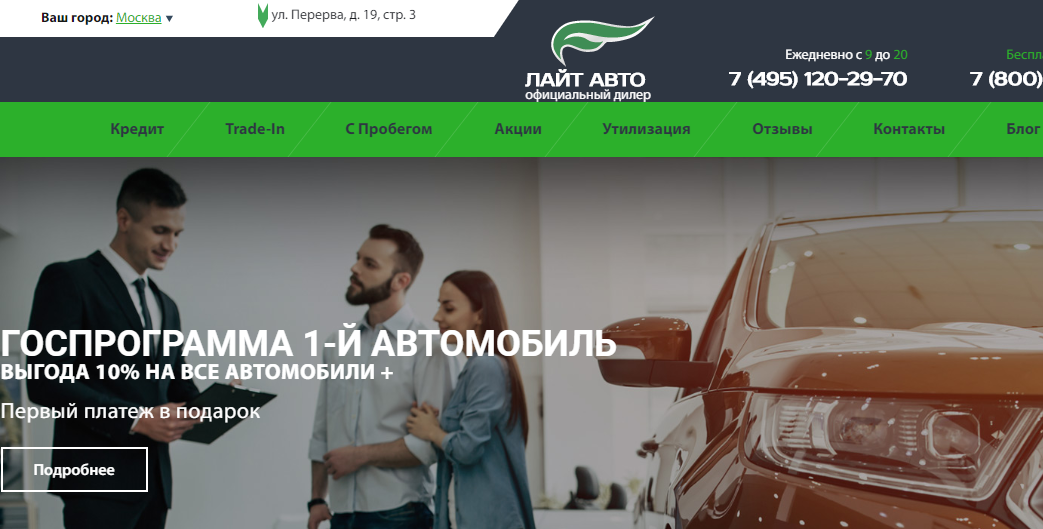 Ваш город: Москва
ул. Перерва, д. 19, стр. 3
ЛАЙТ АВТО
официальный дилер
Ежедневно с 9 до 20
7 (495) 120-29-70
Беспл
7 (800)
Кредит Trade-In С Пробегом Акции Утилизация Отзывы Контакты Блог
ГОСПРОГРАММА 1-Й АВТОМОБИЛЬ
ВЫГОДА 10% НА ВСЕ АВТОМОБИЛИ +
Первый платеж в подарок
Подробнее